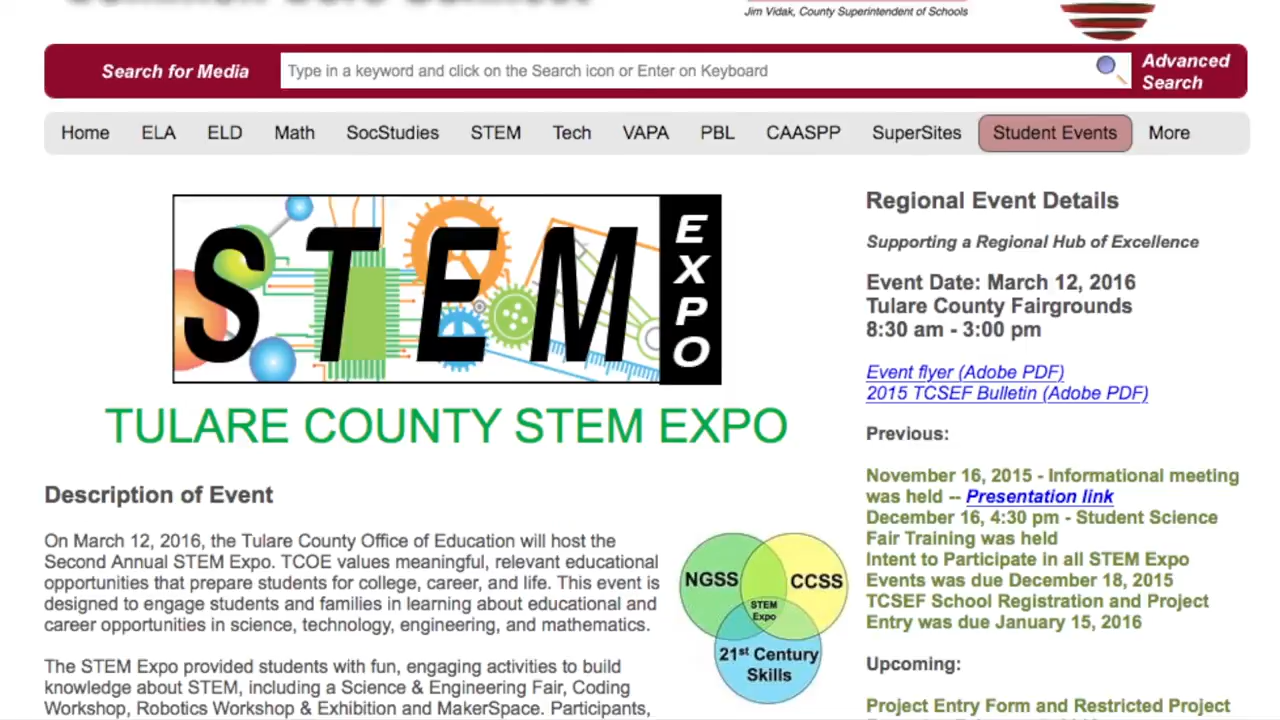 Jim Vidak, County Superintendent of Schools
Search for Media
Type in a keyword and click on the Search icon or Enter on Keyboard
Advanced
Search
Home ELA ELD Math SocStudies STEM Tech VAPA PBL CAASPP SuperSites Student Events More
STEM
EXPO
TULARE COUNTY STEM EXPO
Description of Event
On March 12, 2016, the Tulare County Office of Education will host the
Second Annual STEM Expo. TCOE values meaningful, relevant educational
opportunities that prepare students for college, career, and life. This event is
designed to engage students and families in learning about educational and
career opportunities in science, technology, engineering, and mathematics.
The STEM Expo provided students with fun, engaging activities to build
knowledge about STEM, including a Science & Engineering Fair, Coding
Workshop, Robotics Workshop & Exhibition and MakerSpace. Participants,
NGSS
CCSS
STEM
Expo
21st Century
Skills
Regional Event Details
Supporting a Regional Hub of Excellence
Event Date: March 12, 2016
Tulare County Fairgrounds
8:30 am - 3:00 pm
Event flyer (Adobe PDF)
2015 TCSEF Bulletin (Adobe PDF)
Previous:
November 16, 2015 - Informational meeting
was held -- Presentation link
December 16, 4:30 pm - Student Science
Fair Training was held
Intent to Participate in all STEM Expo
Events was due December 18, 2015
TCSEF School Registration and Project
Entry was due January 15, 2016
Upcoming:
Project Entry Form and Restricted Project